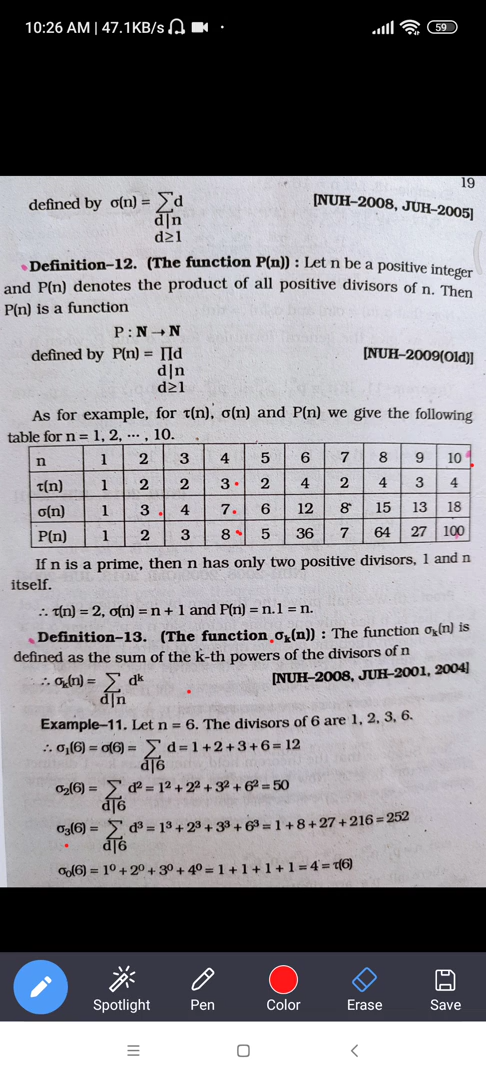 10:26 AM | 47.1KB/s
59
19
defined by σ(n) = ∑d [NUH–2008, JUH–2005]
d|n
d≥1
Definition–12. (The function P(n)) : Let n be a positive integer
and P(n) denotes the product of all positive divisors of n. Then
P(n) is a function
P : N → N
defined by P(n) = ∏d [NUH–2009(Old)]
d|n
d≥1
As for example, for τ(n), σ(n) and P(n) we give the following
table for n = 1, 2, ⋯ , 10.
n 1 2 3 4 5 6 7 8 9 10
τ(n) 1 2 2 3 2 4 2 4 3 4
σ(n) 1 3 4 7 6 12 8 15 13 18
P(n) 1 2 3 8 5 36 7 64 27 100
If n is a prime, then n has only two positive divisors, 1 and n
itself.
∴ τ(n) = 2, σ(n) = n + 1 and P(n) = n.1 = n.
Definition–13. (The function σₖ(n)) : The function σₖ(n) is
defined as the sum of the k-th powers of the divisors of n
∴ σₖ(n) = ∑ dᵏ [NUH–2008, JUH–2001, 2004]
d|n
Example–11. Let n = 6. The divisors of 6 are 1, 2, 3, 6.
∴ σ₁(6) = σ(6) = ∑ d = 1 + 2 + 3 + 6 = 12
d|6
σ₂(6) = ∑ d² = 1² + 2² + 3² + 6² = 50
d|6
σ₃(6) = ∑ d³ = 1³ + 2³ + 3³ + 6³ = 1 + 8 + 27 + 216 = 252
d|6
σ₀(6) = 1⁰ + 2⁰ + 3⁰ + 4⁰ = 1 + 1 + 1 + 1 = 4 = τ(6)
Spotlight Pen Color Erase Save